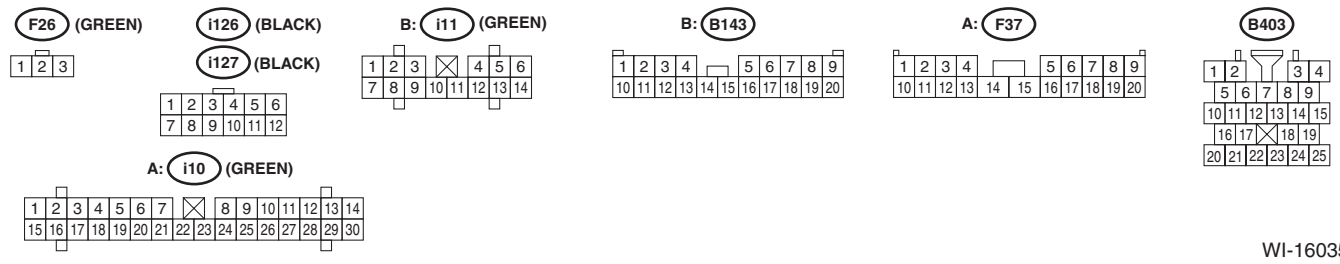 F26 (GREEN)
1 2 3
i126 (BLACK)
i127 (BLACK)
1 2 3 4 5 6
7 8 9 10 11 12
B: i11 (GREEN)
1 2 3 4 5 6
7 8 9 10 11 12 13 14
B: B143
1 2 3 4 5 6 7 8 9
10 11 12 13 14 15 16 17 18 19 20
A: F37
1 2 3 4 5 6 7 8 9
10 11 12 13 14 15 16 17 18 19 20
B403
1 2 3 4
5 6 7 8 9
10 11 12 13 14 15
16 17 18 19
20 21 22 23 24 25
A: i10 (GREEN)
1 2 3 4 5 6 7 8 9 10 11 12 13 14
15 16 17 18 19 20 21 22 23 24 25 26 27 28 29 30
WI-16035